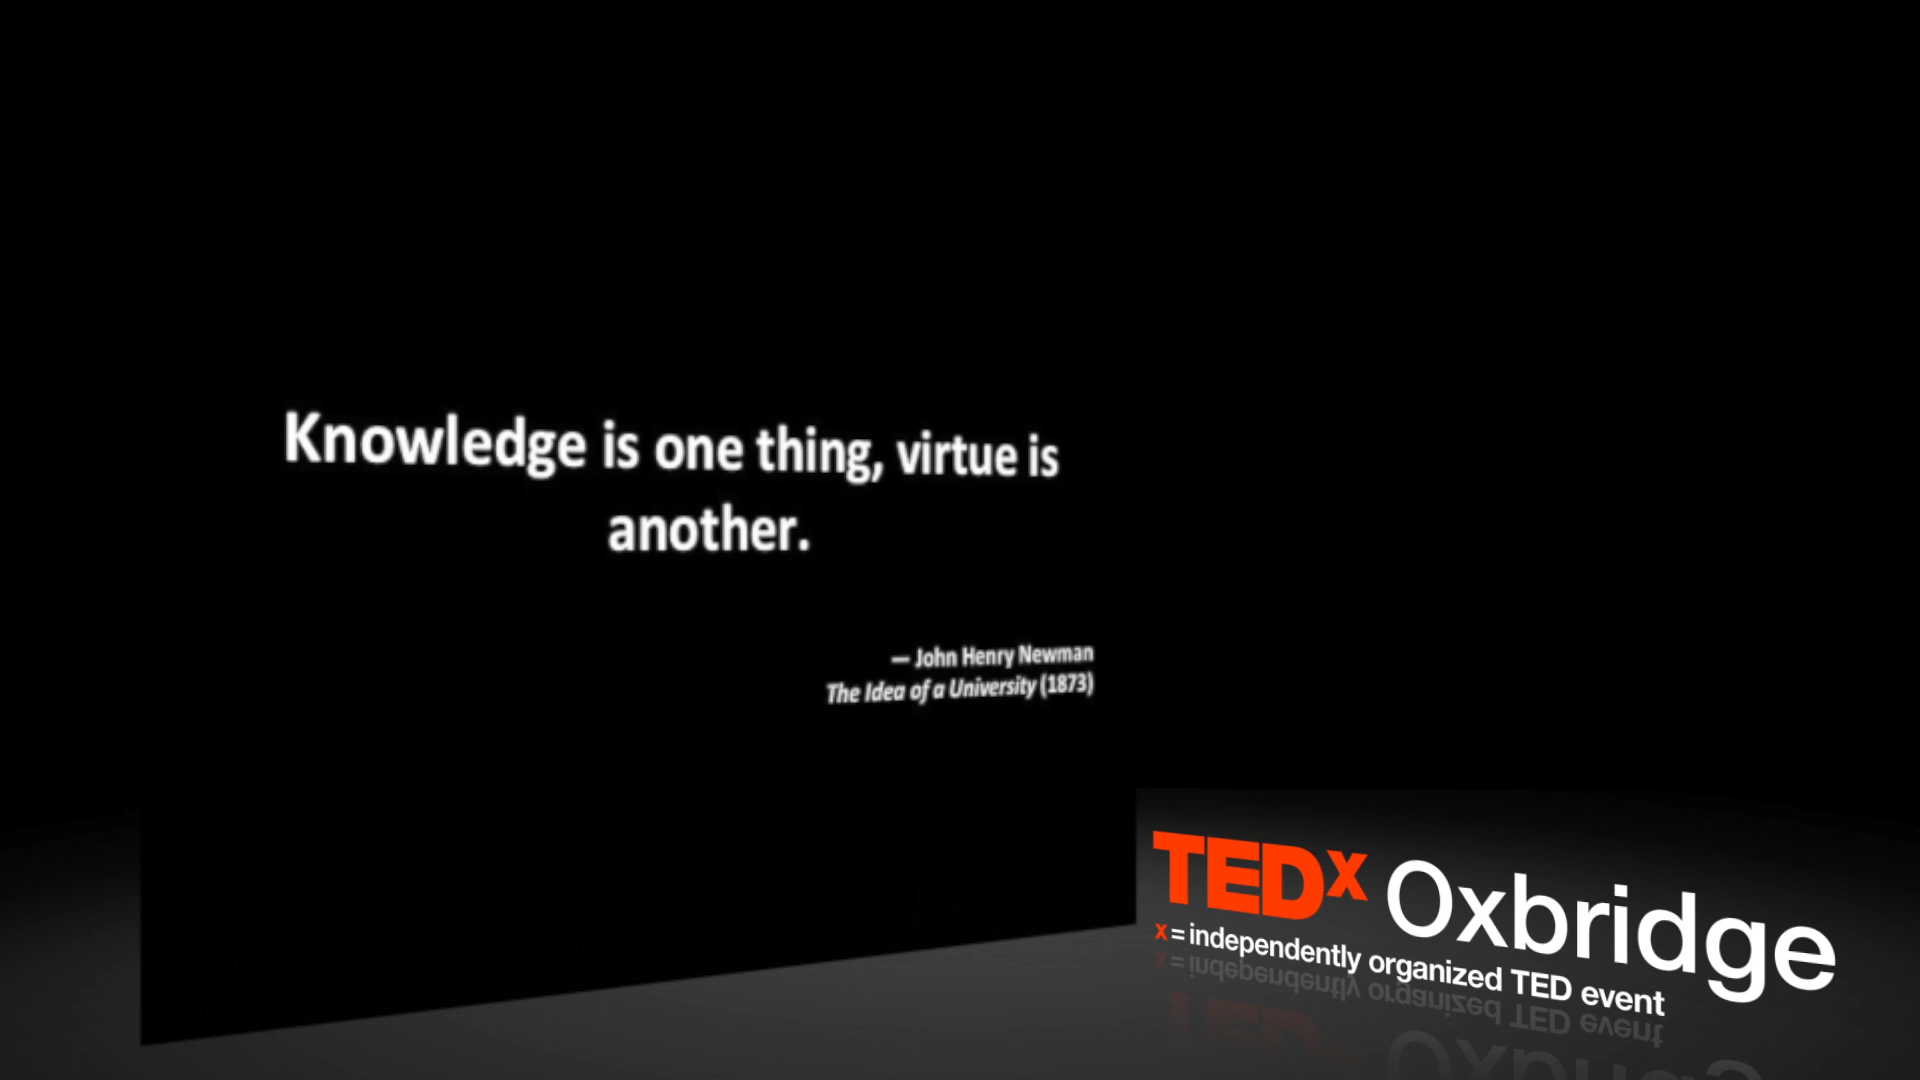 Knowledge is one thing, virtue is
another.
— John Henry Newman
The Idea of a University (1873)
TEDx Oxbridge
x = independently organized TED event